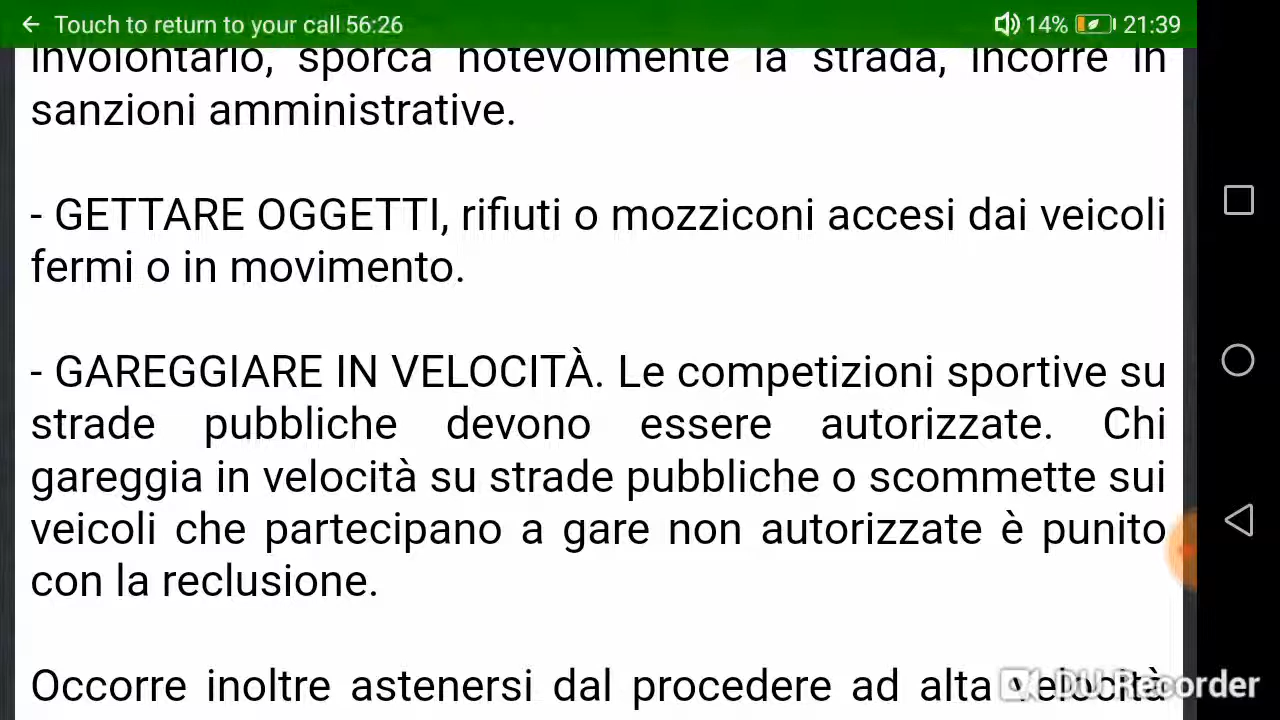 Touch to return to your call 56:26
14%
21:39
involontario, sporca notevolmente la strada, incorre in
sanzioni amministrative.
- GETTARE OGGETTI, rifiuti o mozziconi accesi dai veicoli
fermi o in movimento.
- GAREGGIARE IN VELOCITÀ. Le competizioni sportive su
strade pubbliche devono essere autorizzate. Chi
gareggia in velocità su strade pubbliche o scommette sui
veicoli che partecipano a gare non autorizzate è punito
con la reclusione.
Occorre inoltre astenersi dal procedere ad alta velocità
DU Recorder